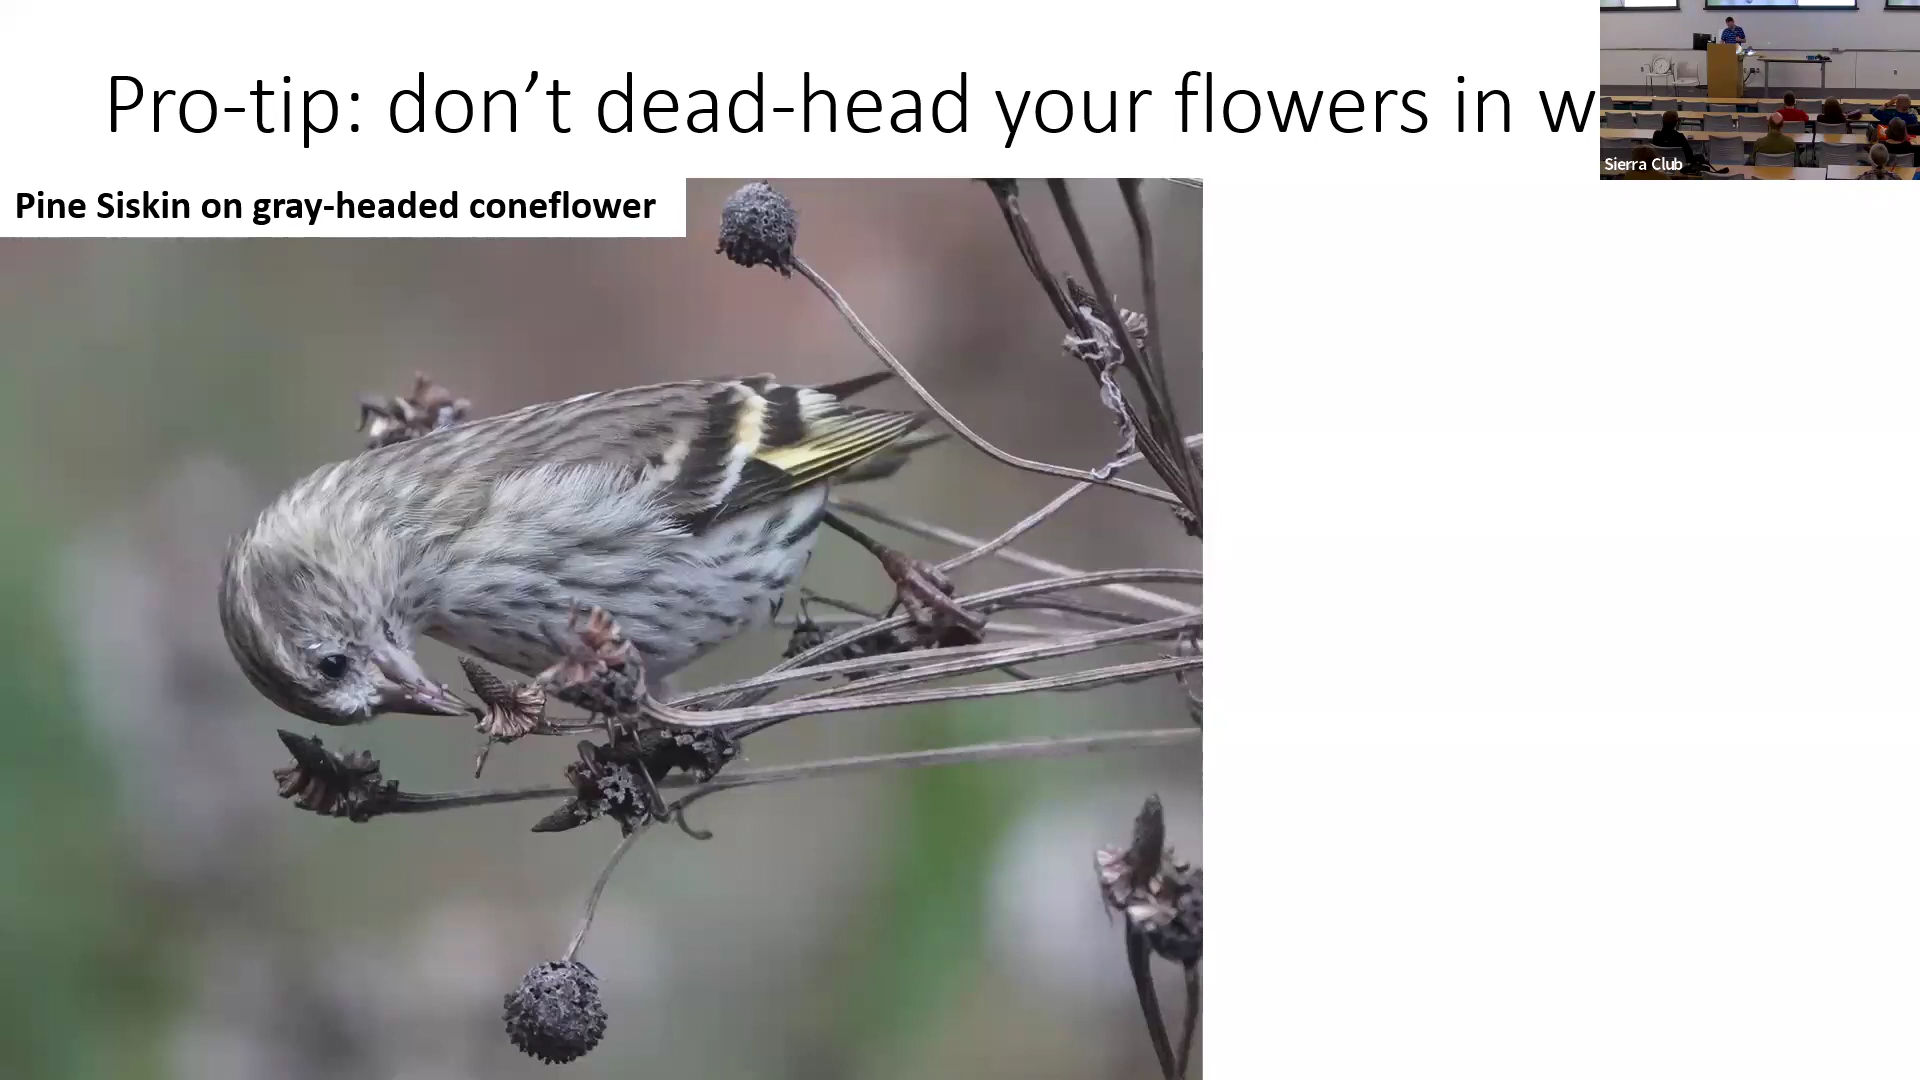 Pro-tip: don’t dead-head your flowers in w
Sierra Club
Pine Siskin on gray-headed coneflower